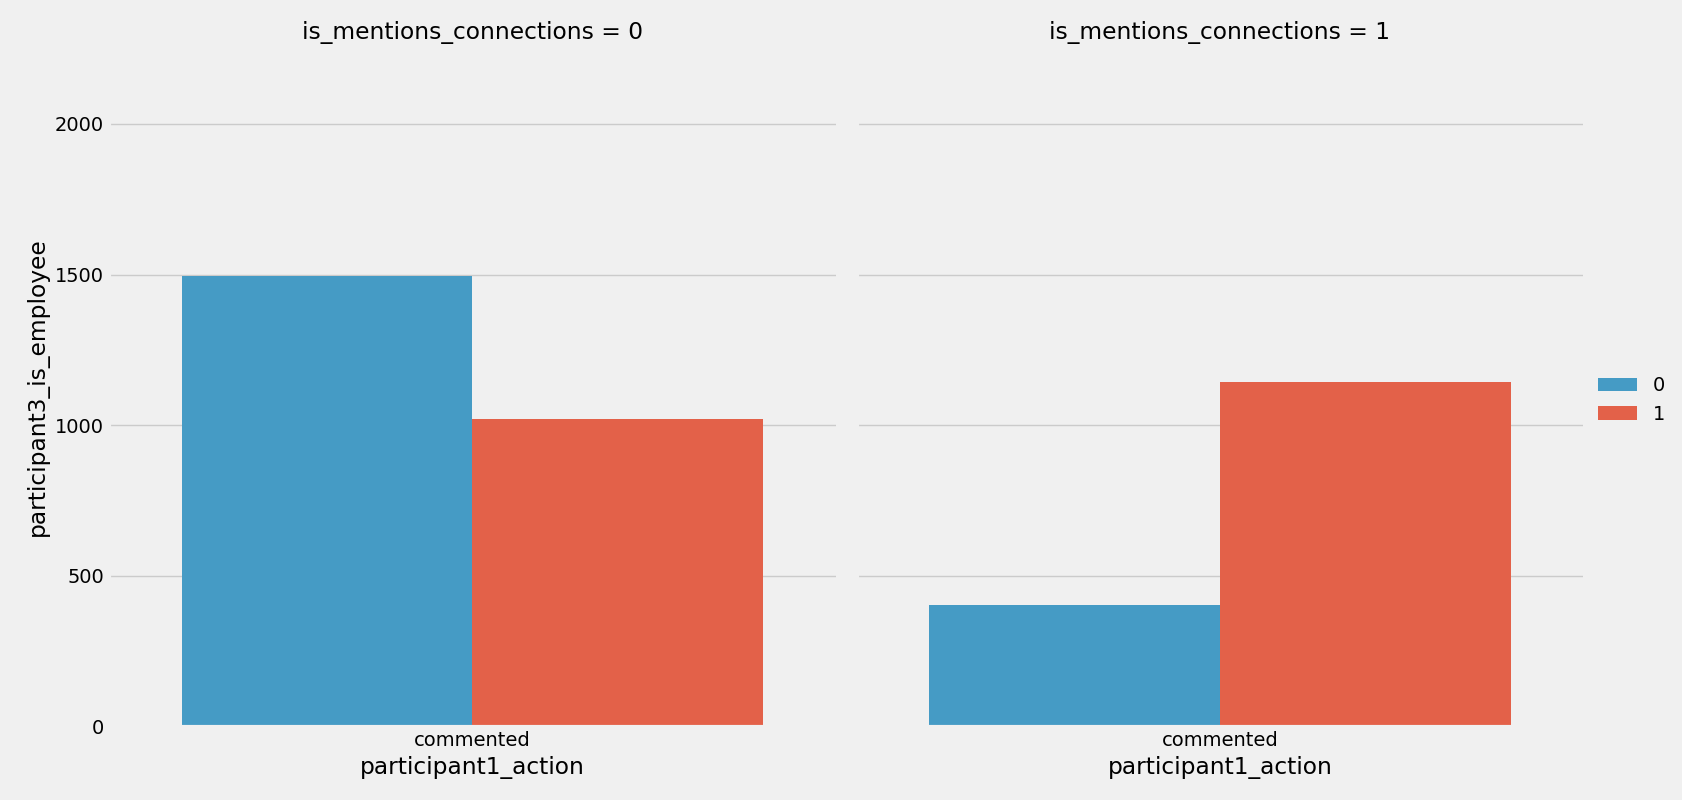 is_mentions_connections = 0
is_mentions_connections = 1
participant3_is_employee
2000
1500
1000
500
0
commented
commented
participant1_action
participant1_action
0
1